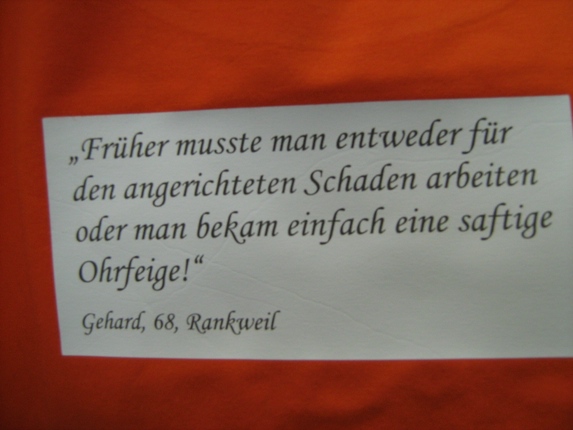 „Früher musste man entweder für
den angerichteten Schaden arbeiten
oder man bekam einfach eine saftige
Ohrfeige!“
Gehard, 68, Rankweil